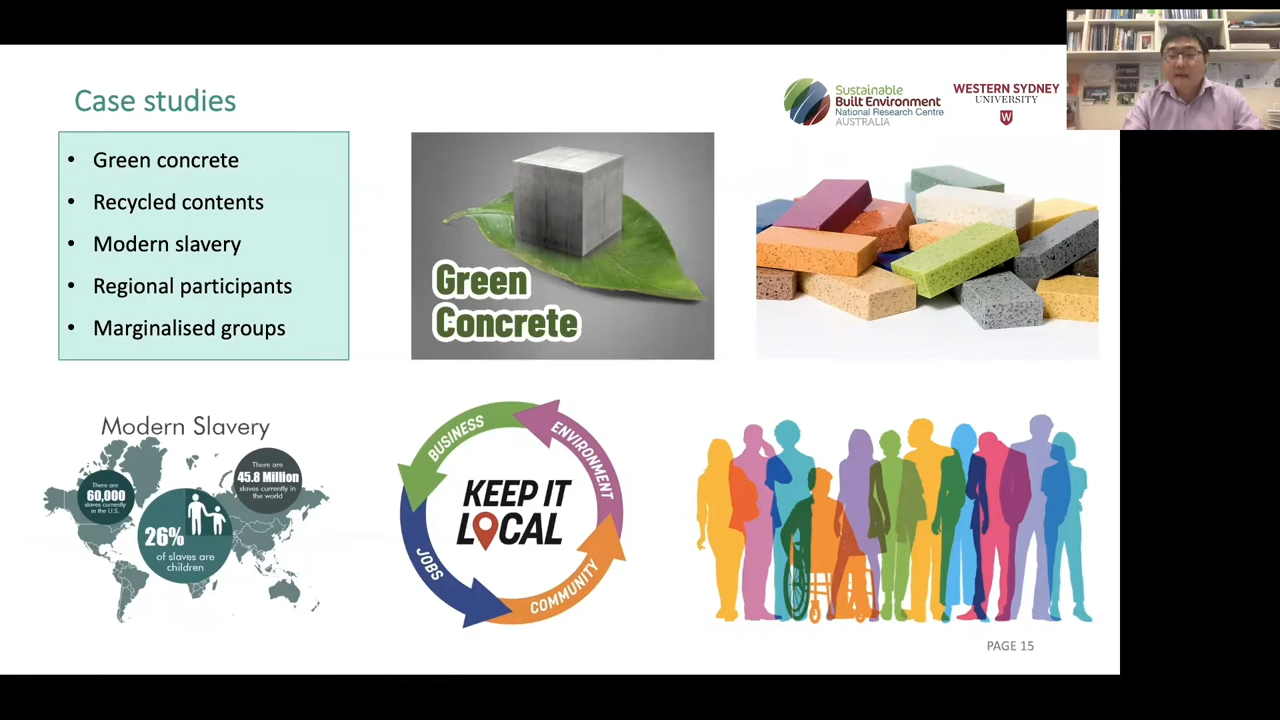 Case studies
Sustainable
Built Environment
National Research Centre
AUSTRALIA
WESTERN SYDNEY
UNIVERSITY
W
• Green concrete
• Recycled contents
• Modern slavery
• Regional participants
• Marginalised groups
Green
Concrete
Modern Slavery
There are
60,000
slaves currently
in the U.S.
There are
45.8 Million
slaves currently in
the world
26%
of slaves are
children
BUSINESS
ENVIRONMENT
KEEP IT
LOCAL
JOBS
COMMUNITY
PAGE 15